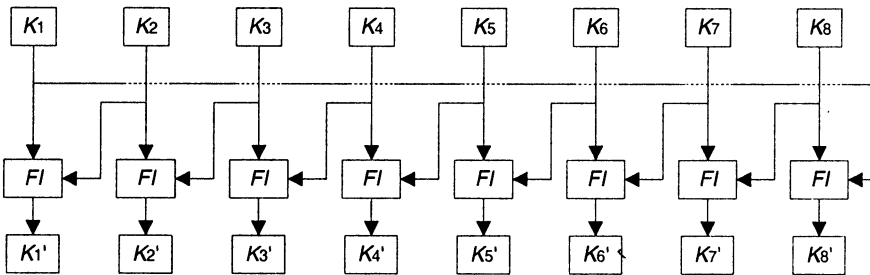 K1 K2 K3 K4 K5 K6 K7 K8
FI FI FI FI FI FI FI FI
K1' K2' K3' K4' K5' K6' K7' K8'